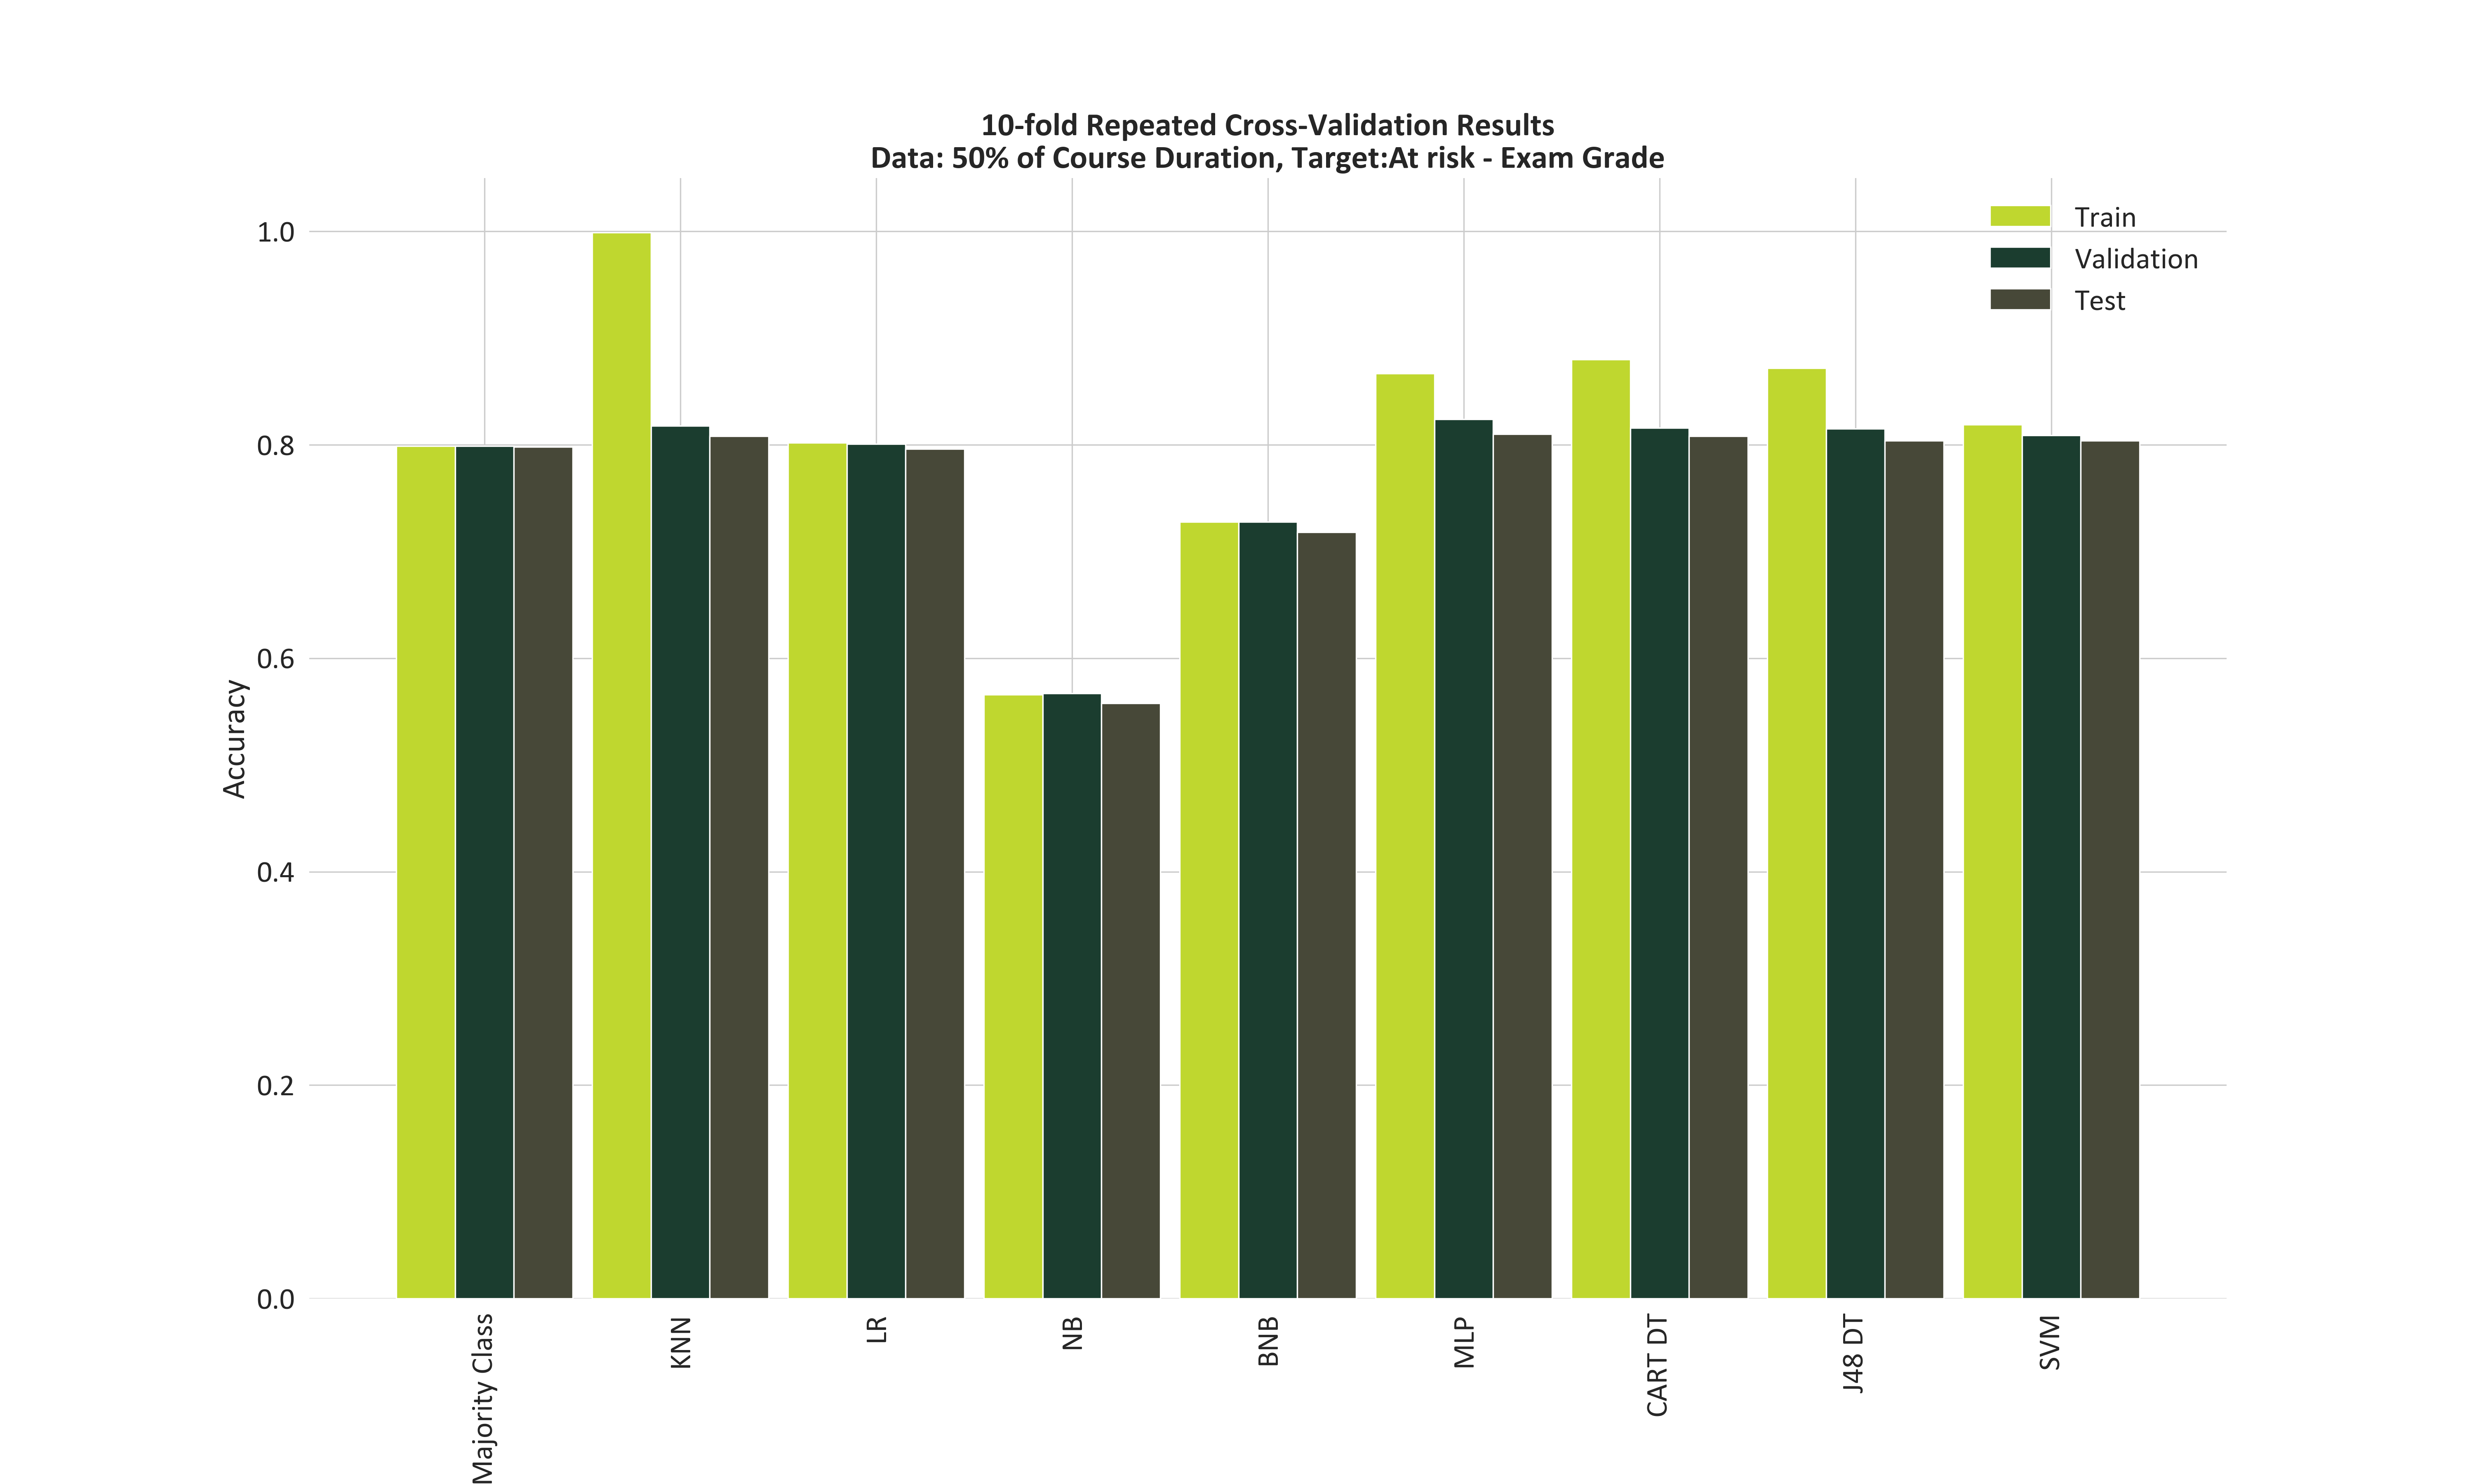 10-fold Repeated Cross-Validation Results
Data: 50% of Course Duration, Target:At risk - Exam Grade
Train
Validation
Test
1.0
0.8
0.6
0.4
0.2
0.0
Accuracy
Majority Class
KNN
LR
NB
BNB
MLP
CART DT
J48 DT
SVM